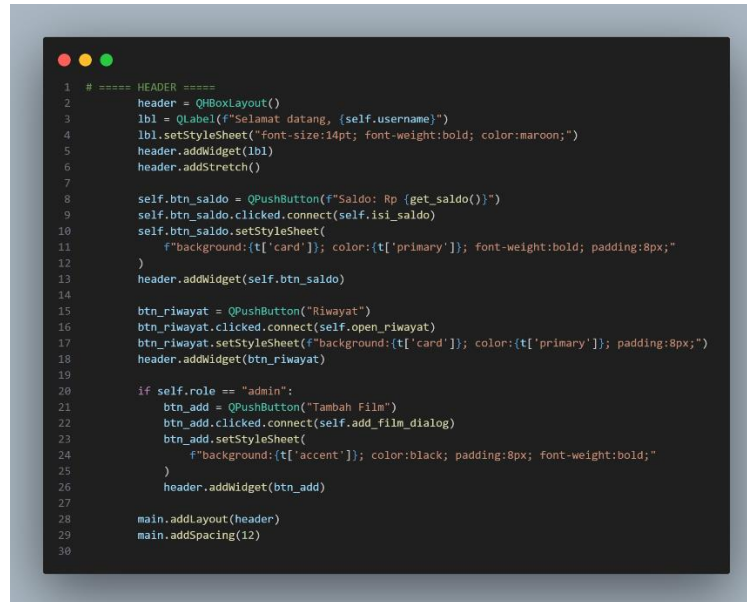 1 # ===== HEADER =====
2 header = QHBoxLayout()
3 lbl = QLabel(f"Selamat datang, {self.username}")
4 lbl.setStyleSheet("font-size:14pt; font-weight:bold; color:maroon;")
5 header.addWidget(lbl)
6 header.addStretch()
7
8 self.btn_saldo = QPushButton(f"Saldo: Rp {get_saldo()}")
9 self.btn_saldo.clicked.connect(self.isi_saldo)
10 self.btn_saldo.setStyleSheet(
11 f"background:{t['card']}; color:{t['primary']}; font-weight:bold; padding:8px;"
12 )
13 header.addWidget(self.btn_saldo)
14
15 btn_riwayat = QPushButton("Riwayat")
16 btn_riwayat.clicked.connect(self.open_riwayat)
17 btn_riwayat.setStyleSheet(f"background:{t['card']}; color:{t['primary']}; padding:8px;")
18 header.addWidget(btn_riwayat)
19
20 if self.role == "admin":
21 btn_add = QPushButton("Tambah Film")
22 btn_add.clicked.connect(self.add_film_dialog)
23 btn_add.setStyleSheet(
24 f"background:{t['accent']}; color:black; padding:8px; font-weight:bold;"
25 )
26 header.addWidget(btn_add)
27
28 main.addLayout(header)
29 main.addSpacing(12)
30